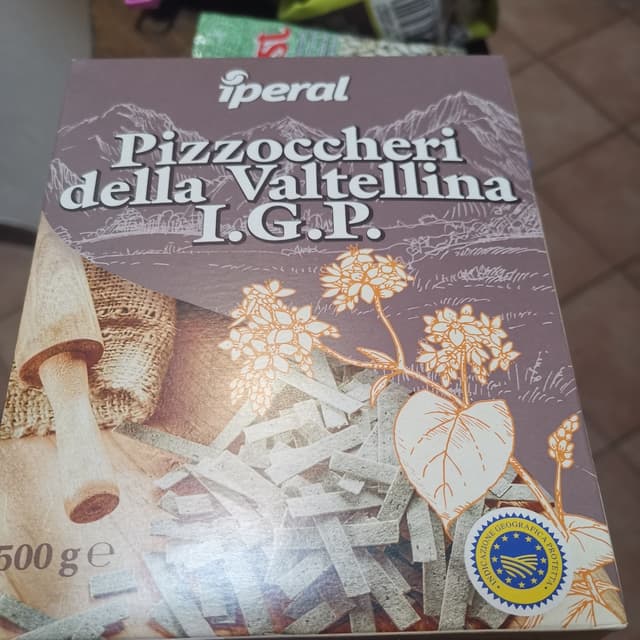 iperal
Pizzoccheri
della Valtellina
I.G.P.
500 g e
INDICAZIONE GEOGRAFICA PROTETTA